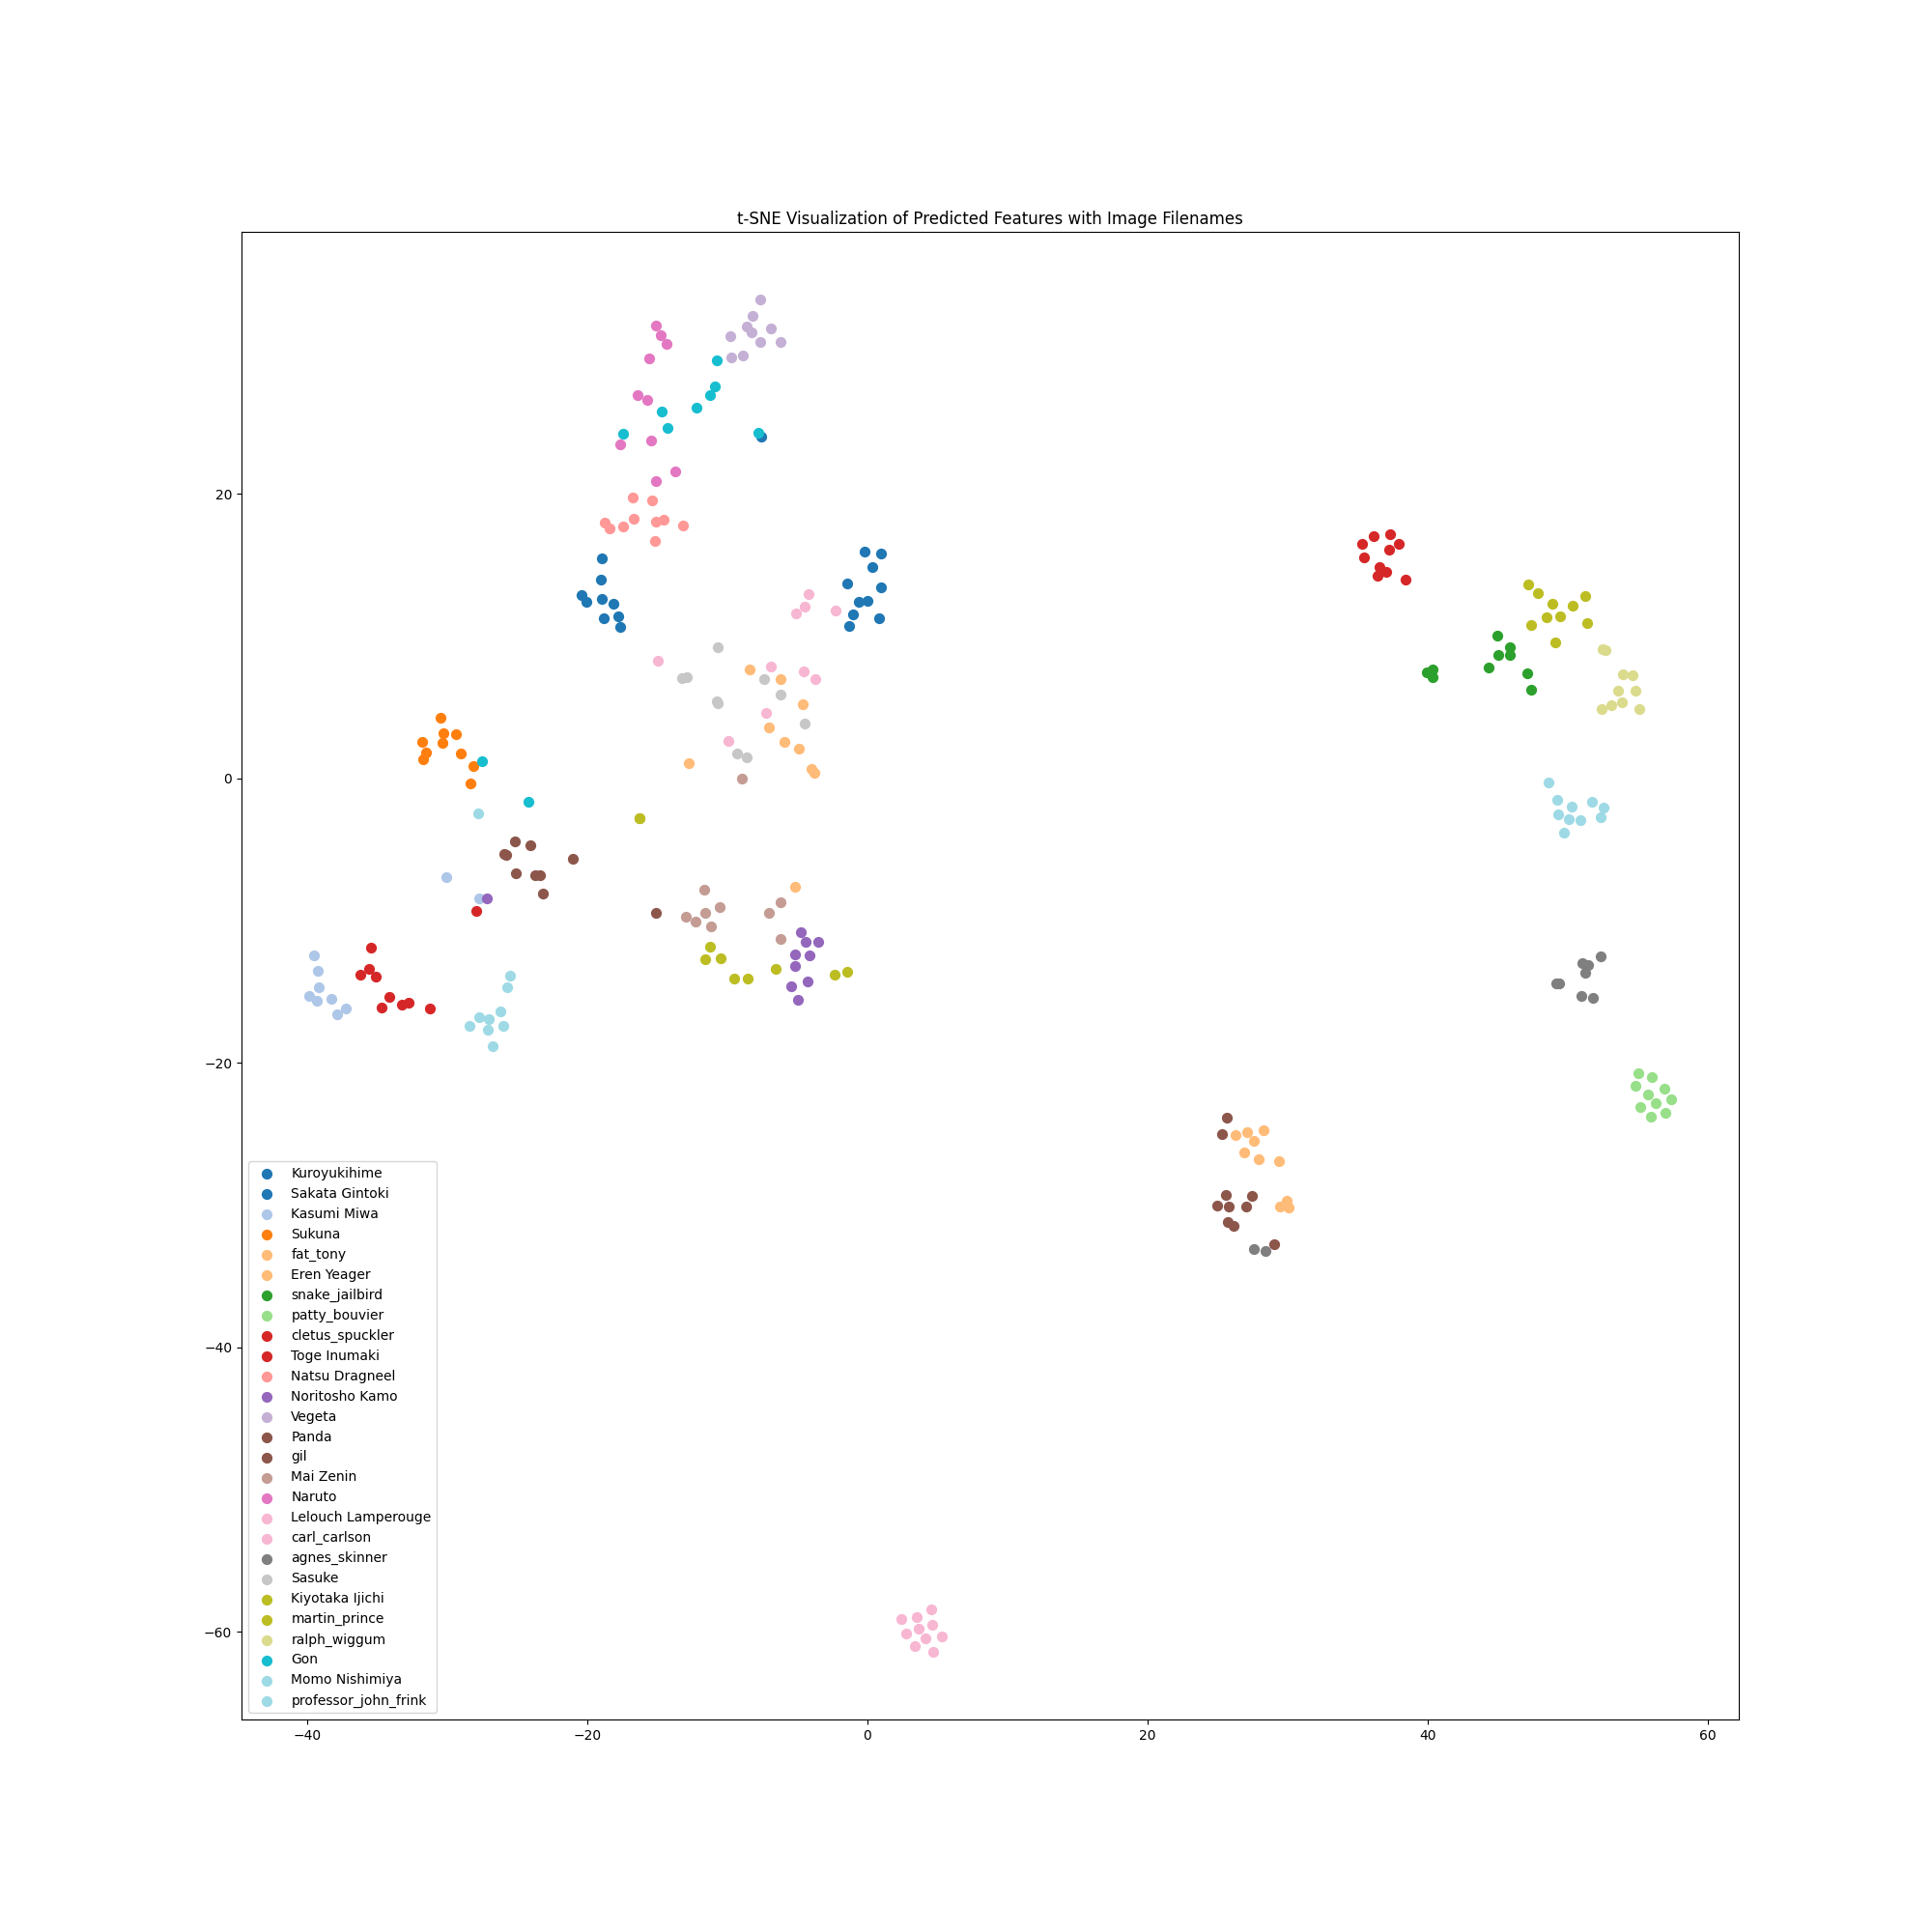 t-SNE Visualization of Predicted Features with Image Filenames
20
0
−20
−40
−60
Kuroyukihime
Sakata Gintoki
Kasumi Miwa
Sukuna
fat_tony
Eren Yeager
snake_jailbird
patty_bouvier
cletus_spuckler
Toge Inumaki
Natsu Dragneel
Noritosho Kamo
Vegeta
Panda
gil
Mai Zenin
Naruto
Lelouch Lamperouge
carl_carlson
agnes_skinner
Sasuke
Kiyotaka Ijichi
martin_prince
ralph_wiggum
Gon
Momo Nishimiya
professor_john_frink
−40 −20 0 20 40 60